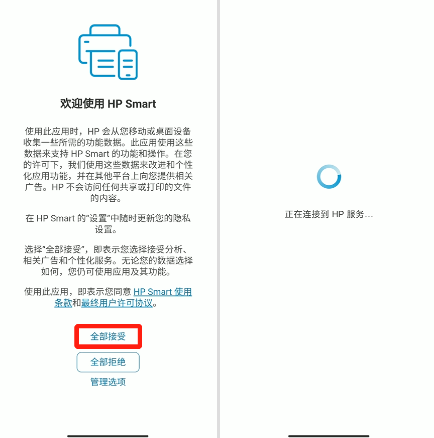 欢迎使用 HP Smart
使用此应用时，HP 会从您移动或桌面设备
收集一些所需的功能数据。此应用使用这些
数据来支持 HP Smart 的功能和操作。在您
的许可下，我们使用这些数据来改进和个性
化应用功能，并在其他平台上向您提供相关
广告。HP 不会访问任何共享或打印的文件
的内容。
在 HP Smart 的“设置”中随时更新您的隐私
设置。
选择“全部接受”，即表示您选择接受分析、
相关广告和个性化服务。无论您的数据选择
如何，您仍可使用应用及其功能。
使用此应用，即表示您同意 HP Smart 使用
条款和最终用户许可协议。
全部接受
全部拒绝
管理选项
正在连接到 HP 服务...